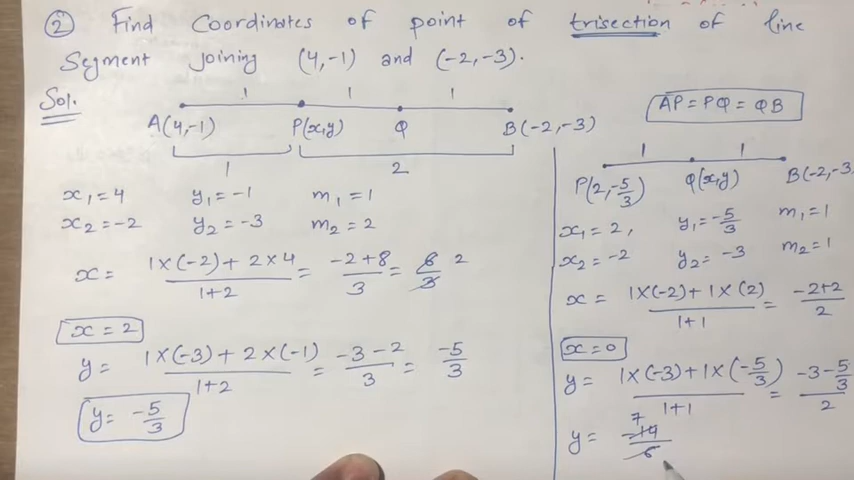 ② Find Coordinates of point of trisection of line
Segment joining (4,-1) and (-2,-3).
Sol.
1 1 1
A(4,-1) P(x,y) Q B(-2,-3)
1 2
x₁=4 y₁=-1 m₁=1
x₂=-2 y₂=-3 m₂=2
x= 1×(-2)+2×4/1+2 = -2+8/3 = 6/3 2
x=2
y= 1×(-3)+2×(-1)/1+2 = -3-2/3 = -5/3
y= -5/3
AP=PQ=QB
1 1
P(2,-5/3) Q(x,y) B(-2,-3
x₁=2, y₁=-5/3 m₁=1
x₂=-2 y₂=-3 m₂=1
x= 1×(-2)+1×(2)/1+1 = -2+2/2
x=0
y= 1×(-3)+1×(-5/3)/1+1 = -3-5/3/2
7
y= -14/6